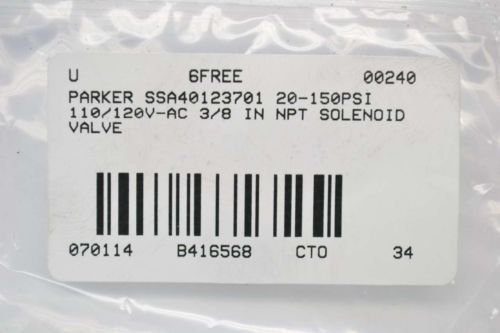 U 6FREE 00240
PARKER SSA40123701 20-150PSI
110/120V-AC 3/8 IN NPT SOLENOID
VALVE
070114 B416568 CTO 34